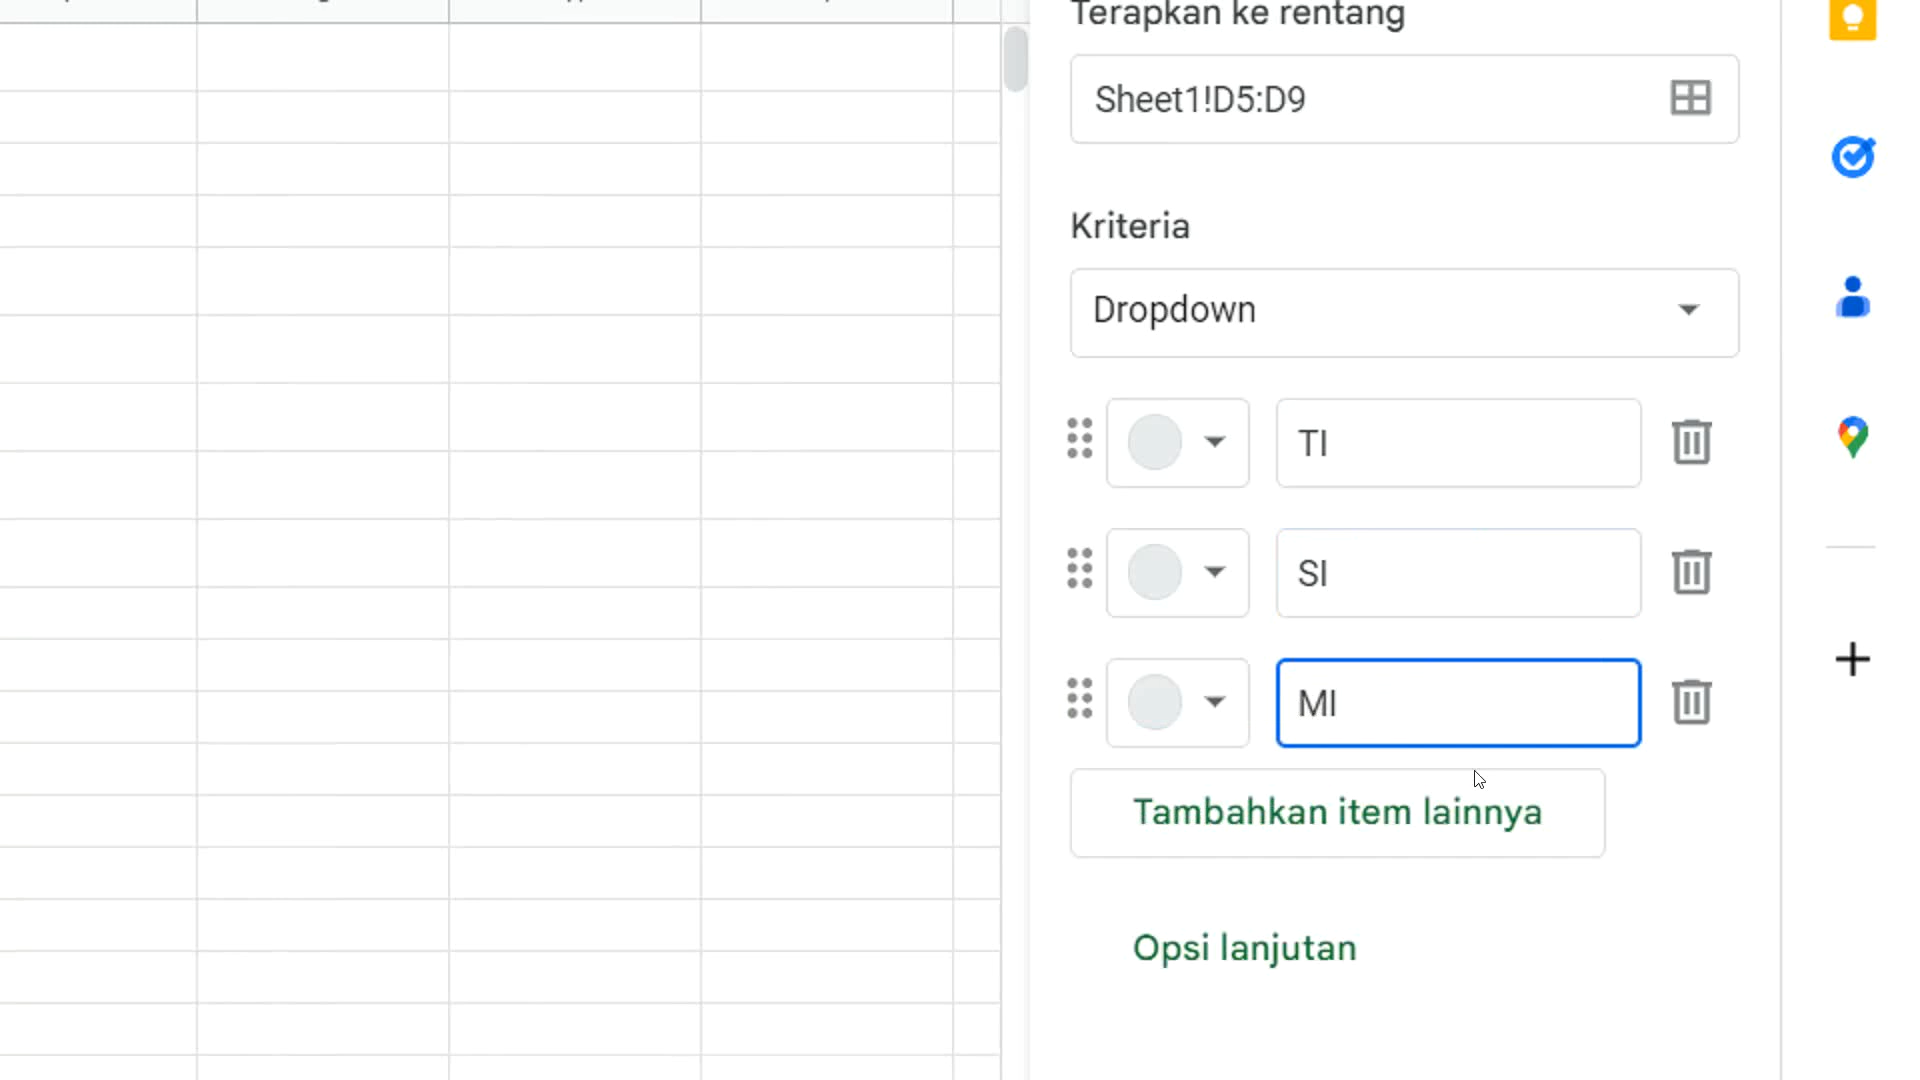 Terapkan ke rentang
Sheet1!D5:D9
Kriteria
Dropdown
TI
SI
MI
Tambahkan item lainnya
Opsi lanjutan